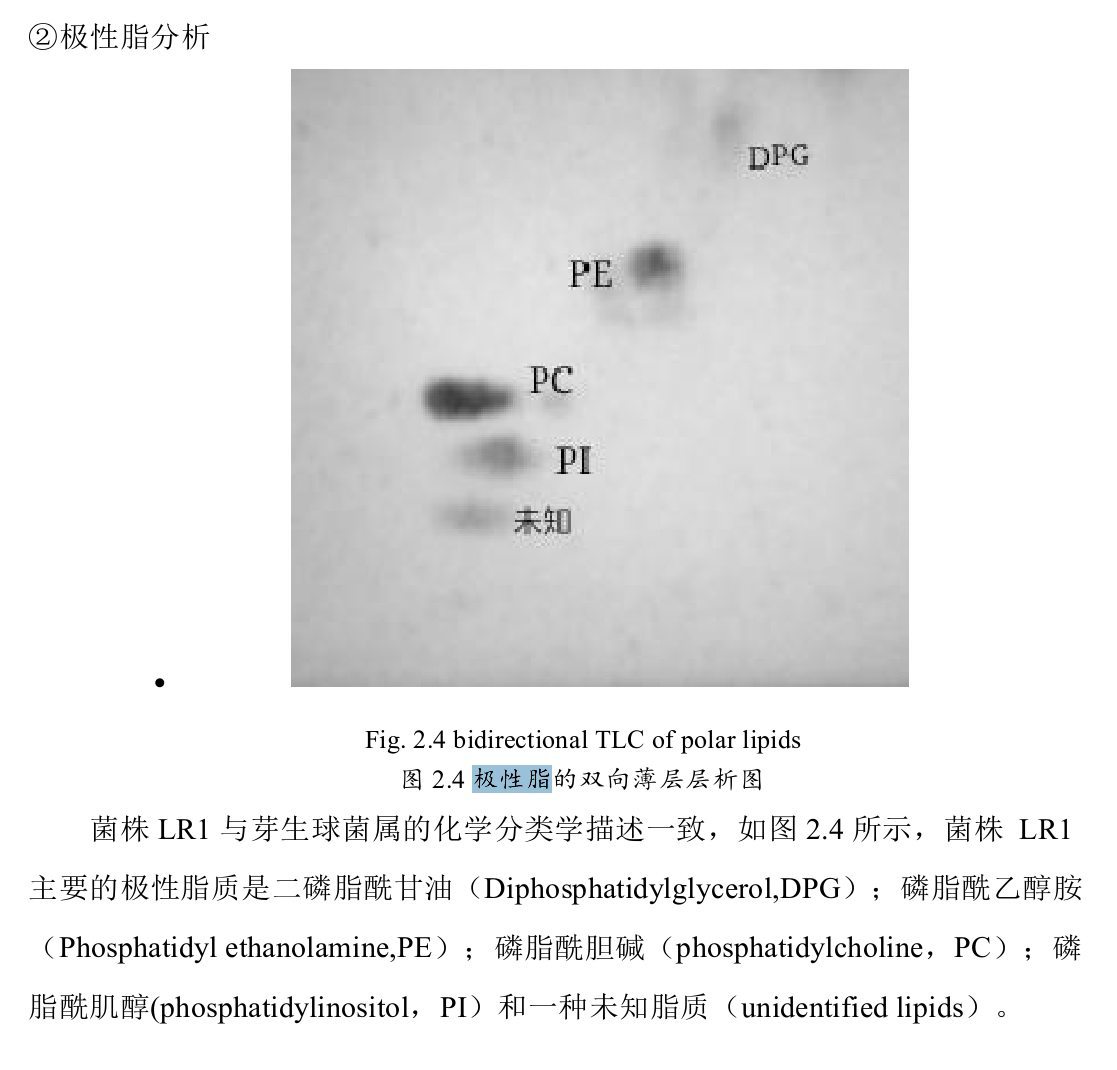 ②极性脂分析
DPG
PE
PC
PI
未知
Fig. 2.4 bidirectional TLC of polar lipids
图 2.4 极性脂的双向薄层层析图
菌株 LR1 与芽生球菌属的化学分类学描述一致，如图 2.4 所示，菌株 LR1
主要的极性脂质是二磷脂酰甘油（Diphosphatidylglycerol,DPG）；磷脂酰乙醇胺
（Phosphatidyl ethanolamine,PE）；磷脂酰胆碱（phosphatidylcholine，PC）；磷
脂酰肌醇(phosphatidylinositol，PI）和一种未知脂质（unidentified lipids）。